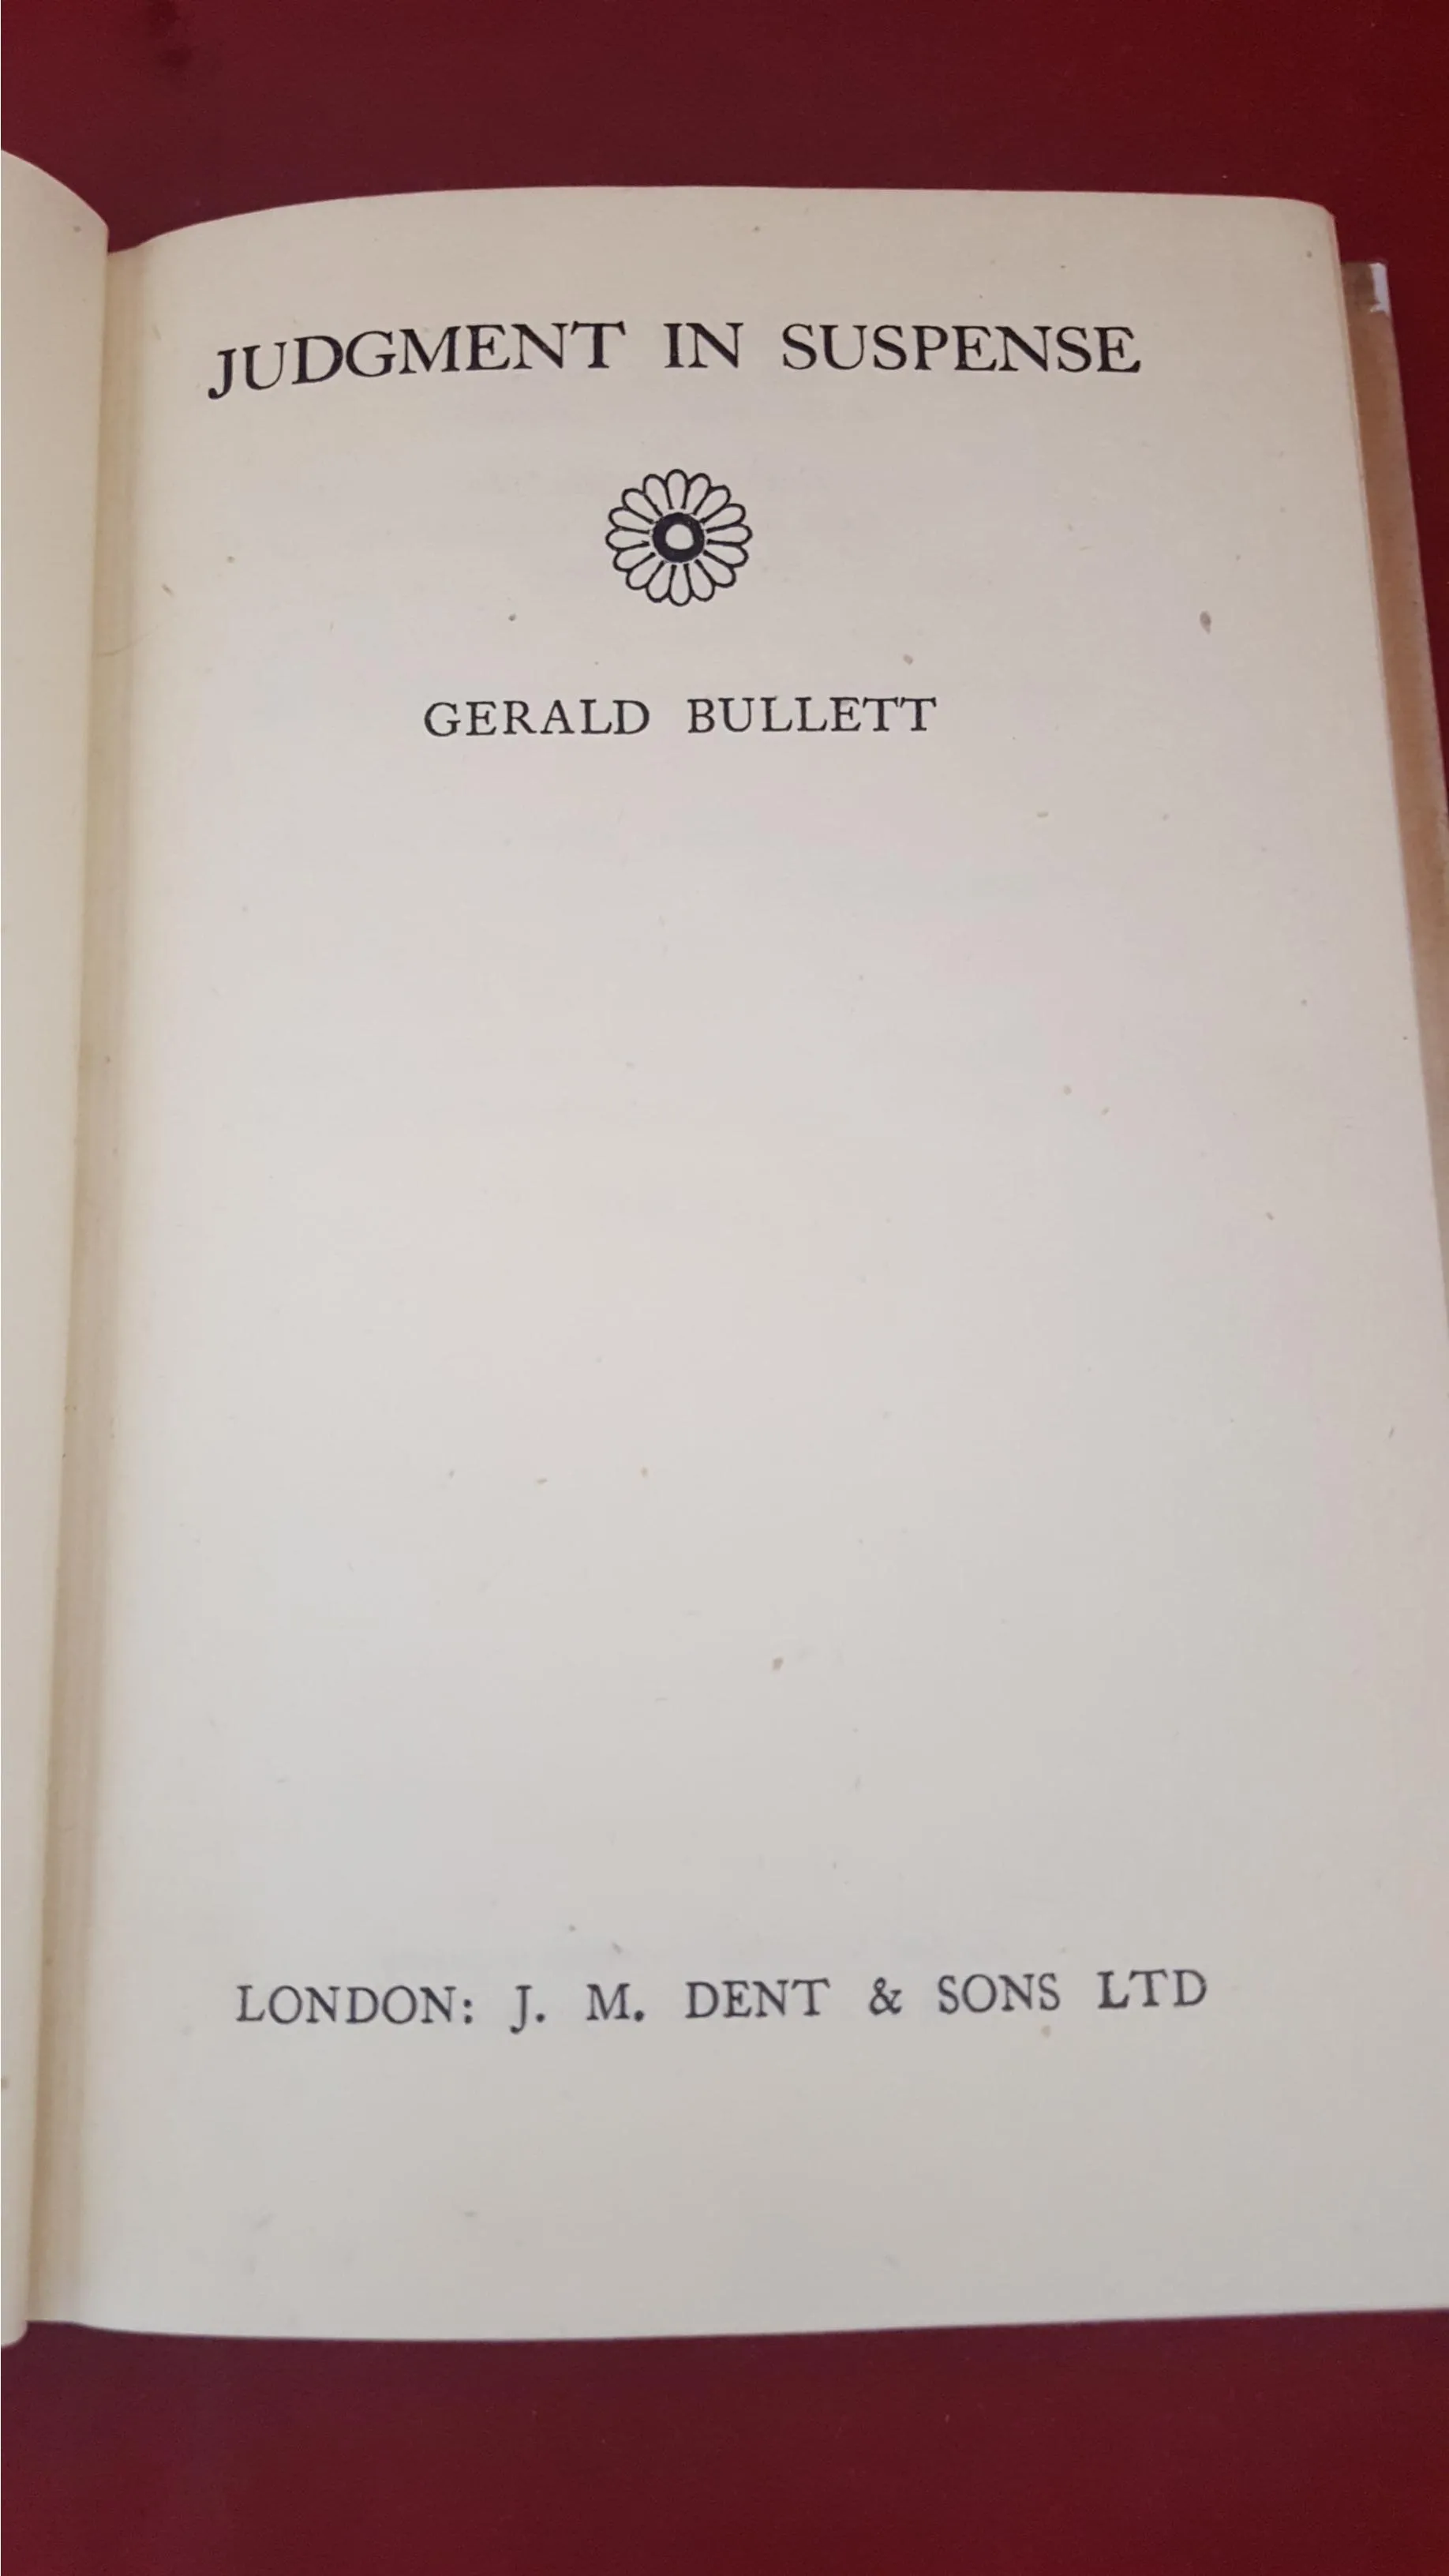 JUDGMENT IN SUSPENSE
GERALD BULLETT
LONDON: J. M. DENT & SONS LTD